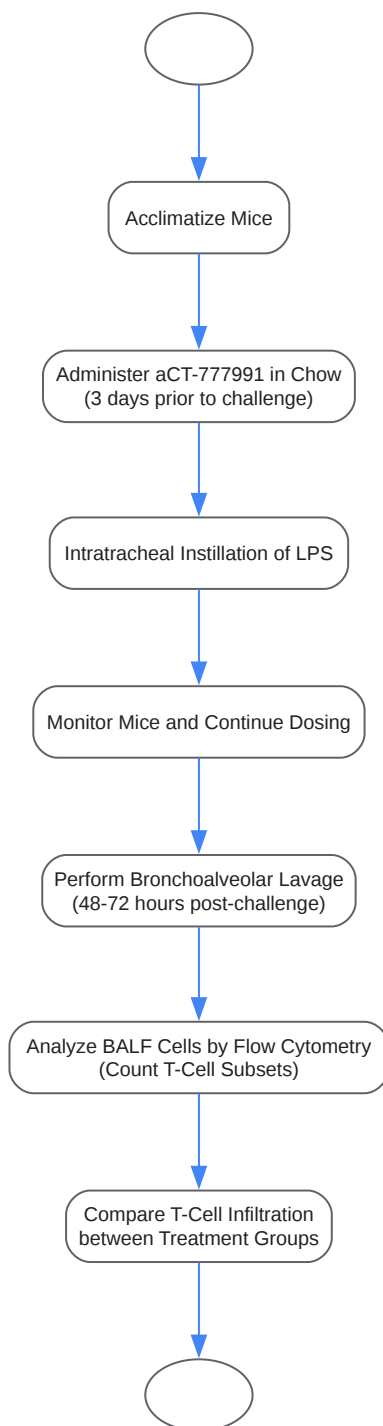 Acclimatize Mice
Administer aCT-777991 in Chow
(3 days prior to challenge)
Intratracheal Instillation of LPS
Monitor Mice and Continue Dosing
Perform Bronchoalveolar Lavage
(48-72 hours post-challenge)
Analyze BALF Cells by Flow Cytometry
(Count T-Cell Subsets)
Compare T-Cell Infiltration
between Treatment Groups